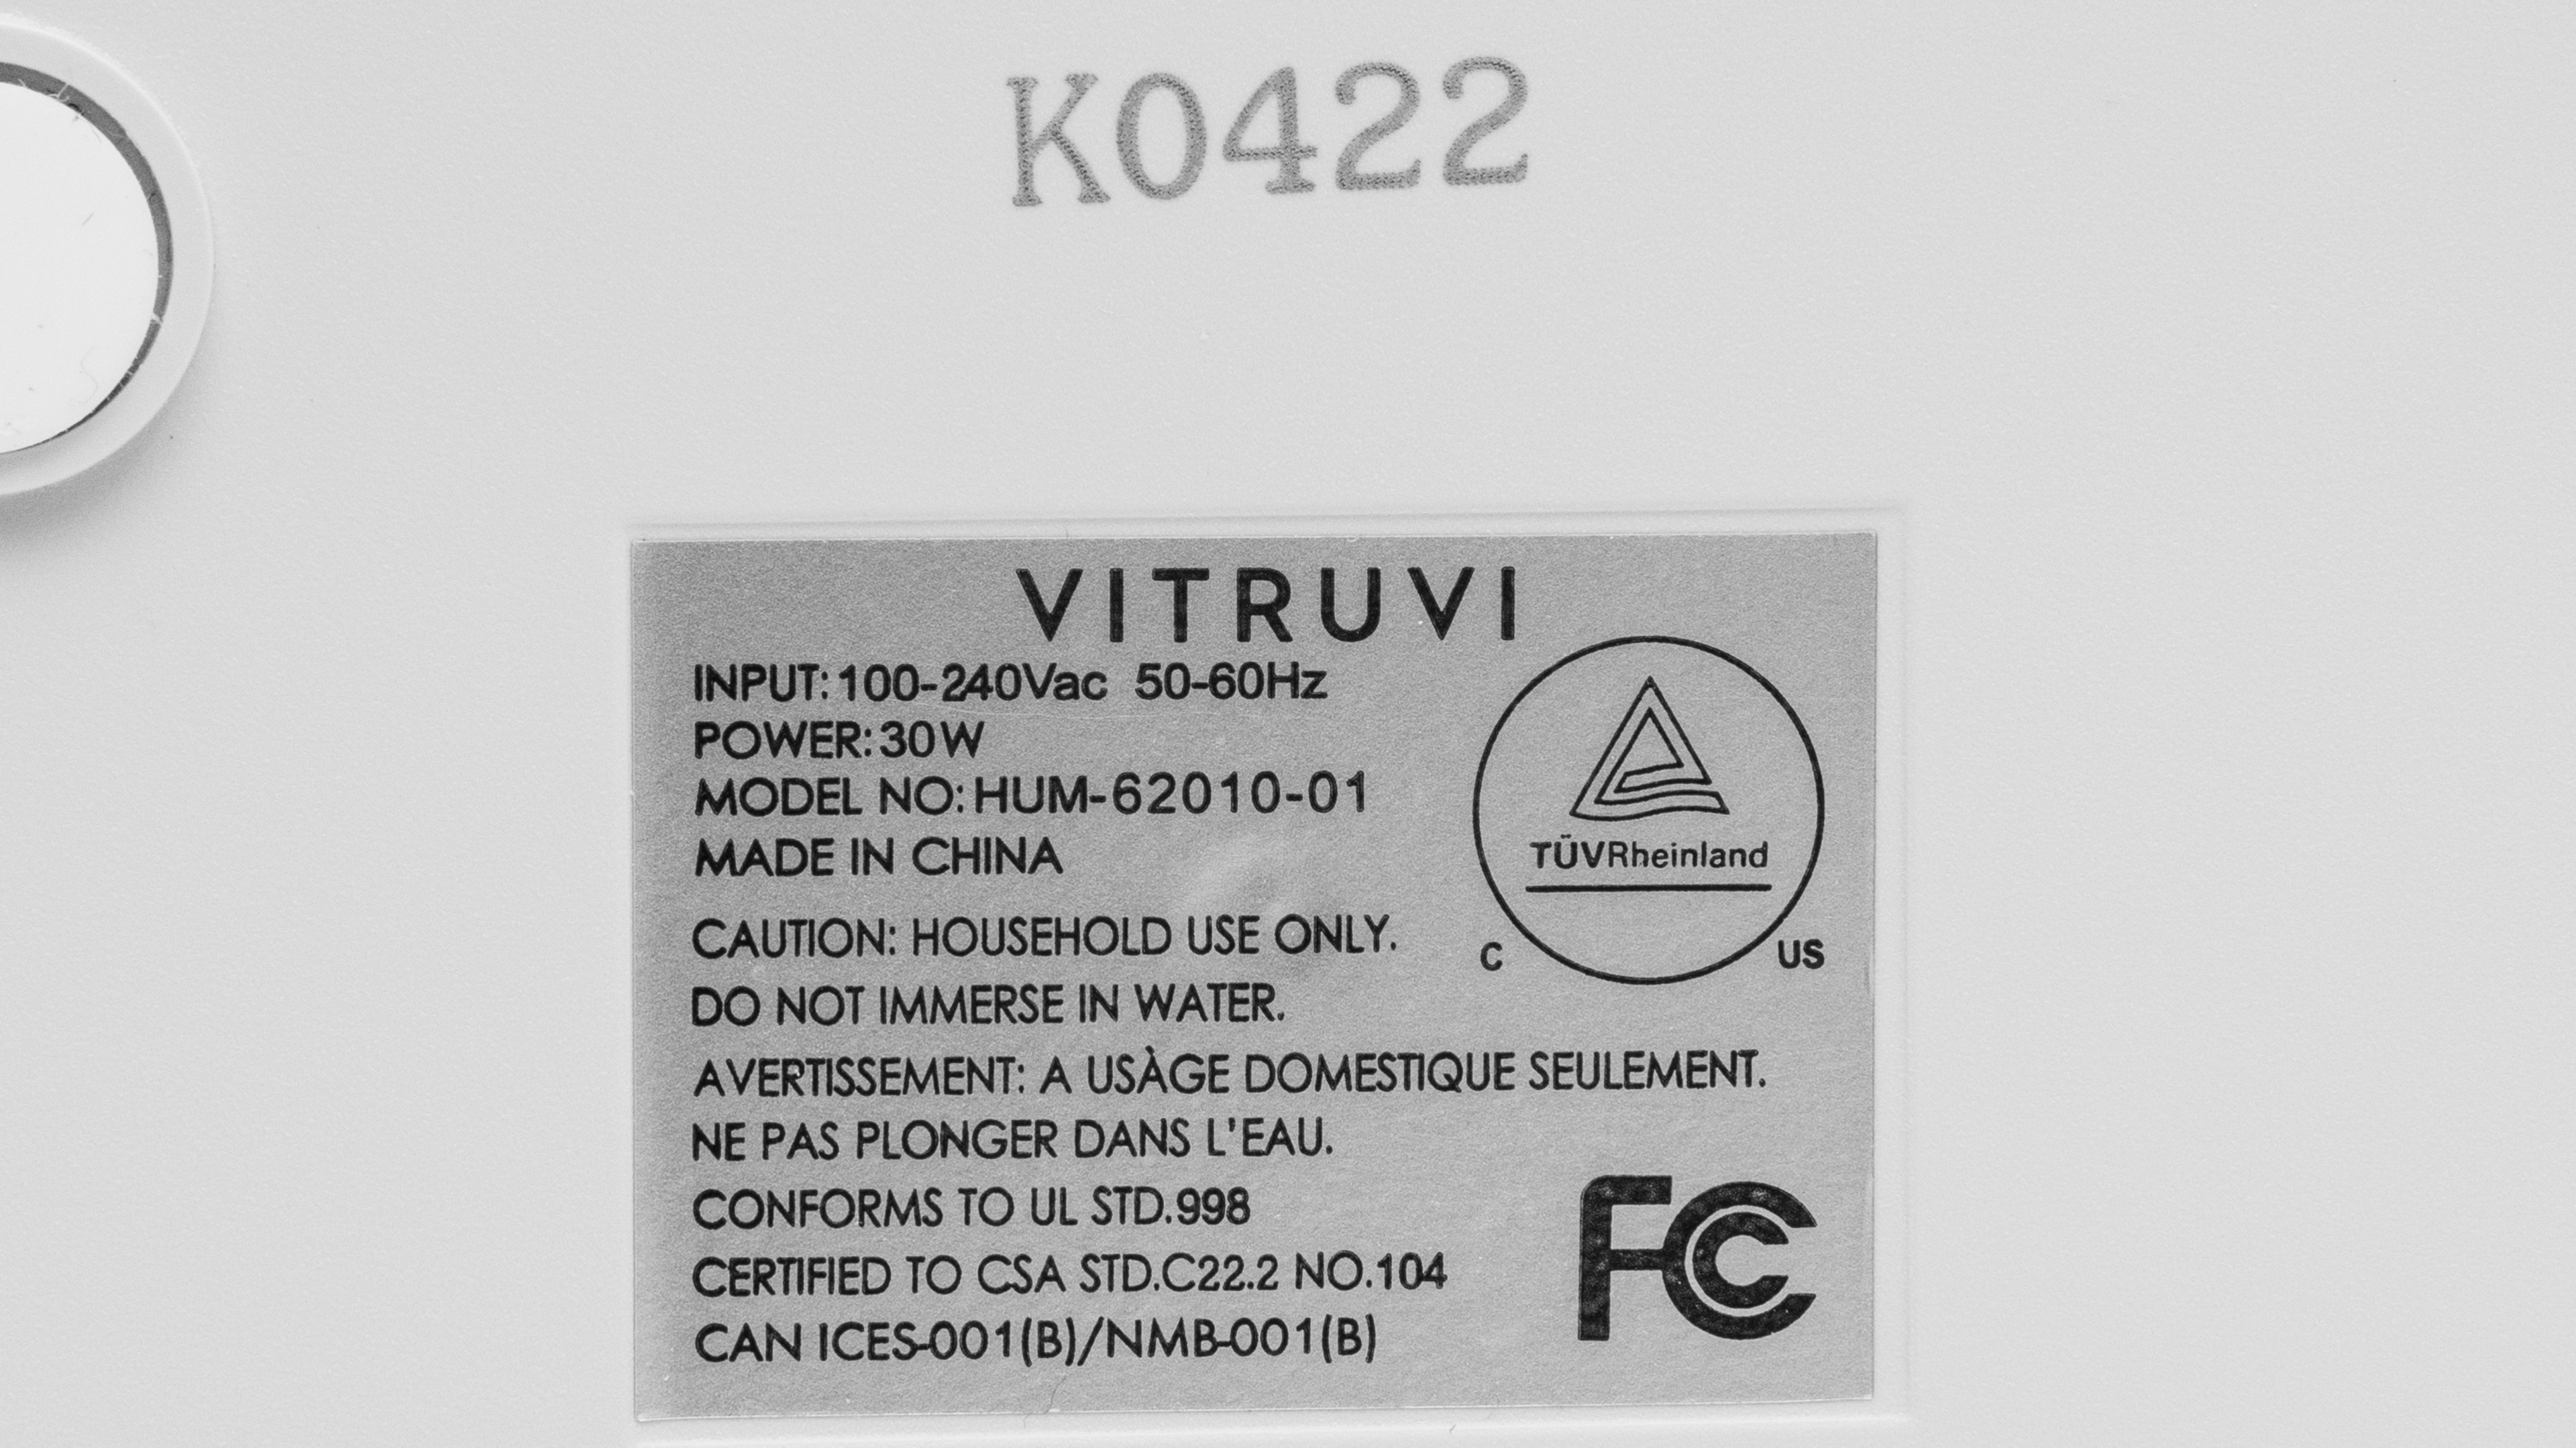 K0422
VITRUVI
INPUT: 100-240Vac 50-60Hz
POWER: 30W
MODEL NO: HUM-62010-01
MADE IN CHINA
TÜVRheinland
C US
CAUTION: HOUSEHOLD USE ONLY.
DO NOT IMMERSE IN WATER.
AVERTISSEMENT: A USÀGE DOMESTIQUE SEULEMENT.
NE PAS PLONGER DANS L'EAU.
CONFORMS TO UL STD.998
CERTIFIED TO CSA STD.C22.2 NO.104
CAN ICES-001(B)/NMB-001(B)
FCC